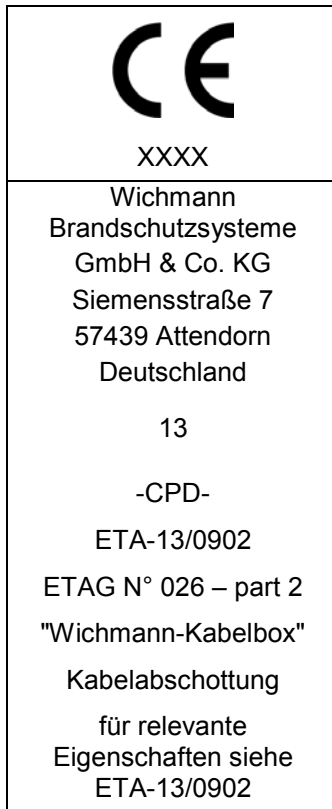 CE
XXXX
Wichmann
Brandschutzsysteme
GmbH & Co. KG
Siemensstraße 7
57439 Attendorn
Deutschland
13
-CPD-
ETA-13/0902
ETAG N° 026 – part 2
"Wichmann-Kabelbox"
Kabelabschottung
für relevante
Eigenschaften siehe
ETA-13/0902